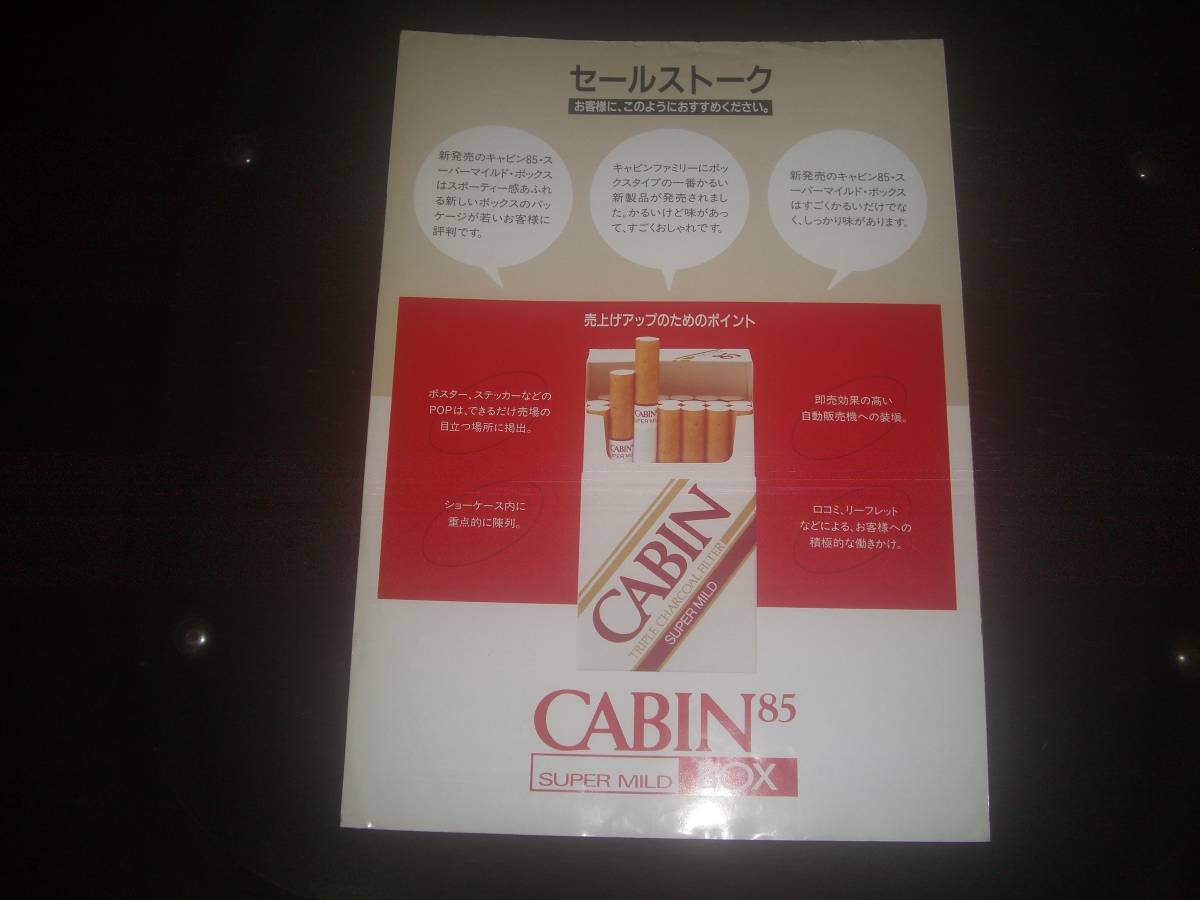 セールストーク
お客様に、このようにおすすめください。
新発売のキャビン85・ス
ーパーマイルド・ボックス
はスポーティー感あふれ
る新しいボックスのパッ
ケージが若いお客様に
評判です。
キャビンファミリーにボッ
クスタイプの一番かるい
新製品が発売されまし
た。かるいけど味があっ
て、すごくおしゃれです。
新発売のキャビン85・ス
ーパーマイルド・ボックス
はすごくかるいだけでな
く、しっかり味があります。
売上げアップのためのポイント
ポスター、ステッカーなどの
POPは、できるだけ売場の
目立つ場所に掲出。
即売効果の高い
自動販売機への装塡。
ショーケース内に
重点的に陳列。
口コミ、リーフレット
などによる、お客様への
積極的な働きかけ。
CABIN
SUPER MI
CABIN
UPER MI
CABIN
TRIPLE CHARCOAL FILTER
SUPER MILD
CABIN85
SUPER MILD BOX